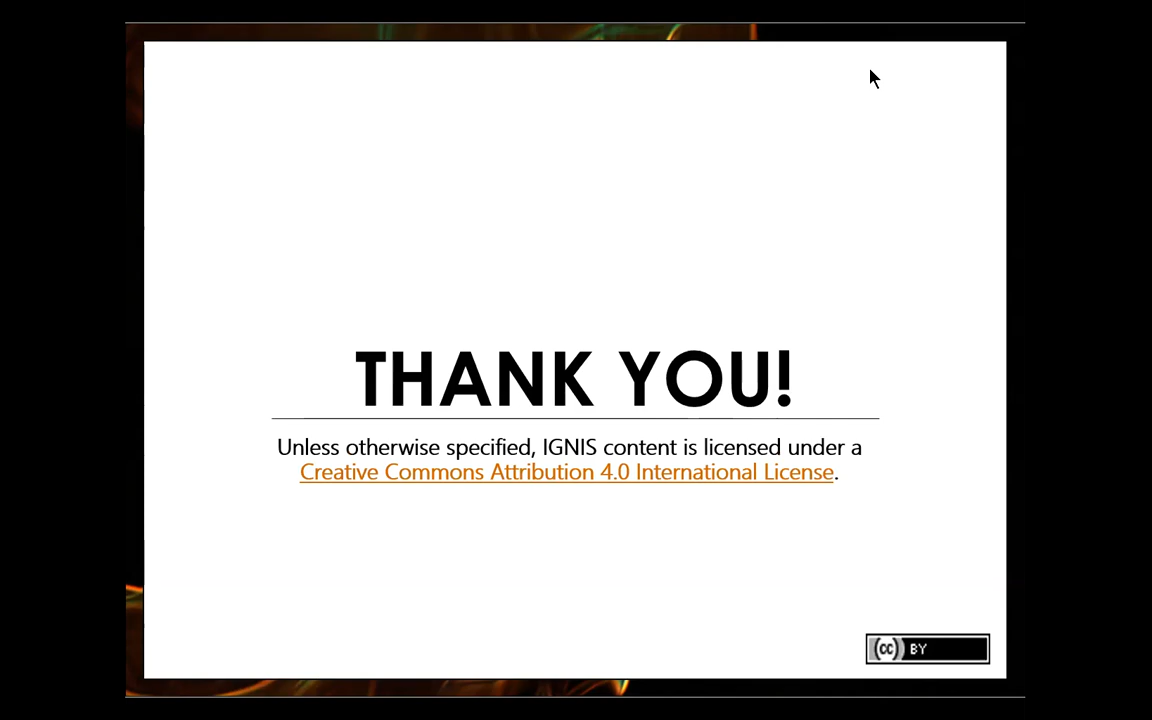 THANK YOU!
Unless otherwise specified, IGNIS content is licensed under a
Creative Commons Attribution 4.0 International License.
cc BY